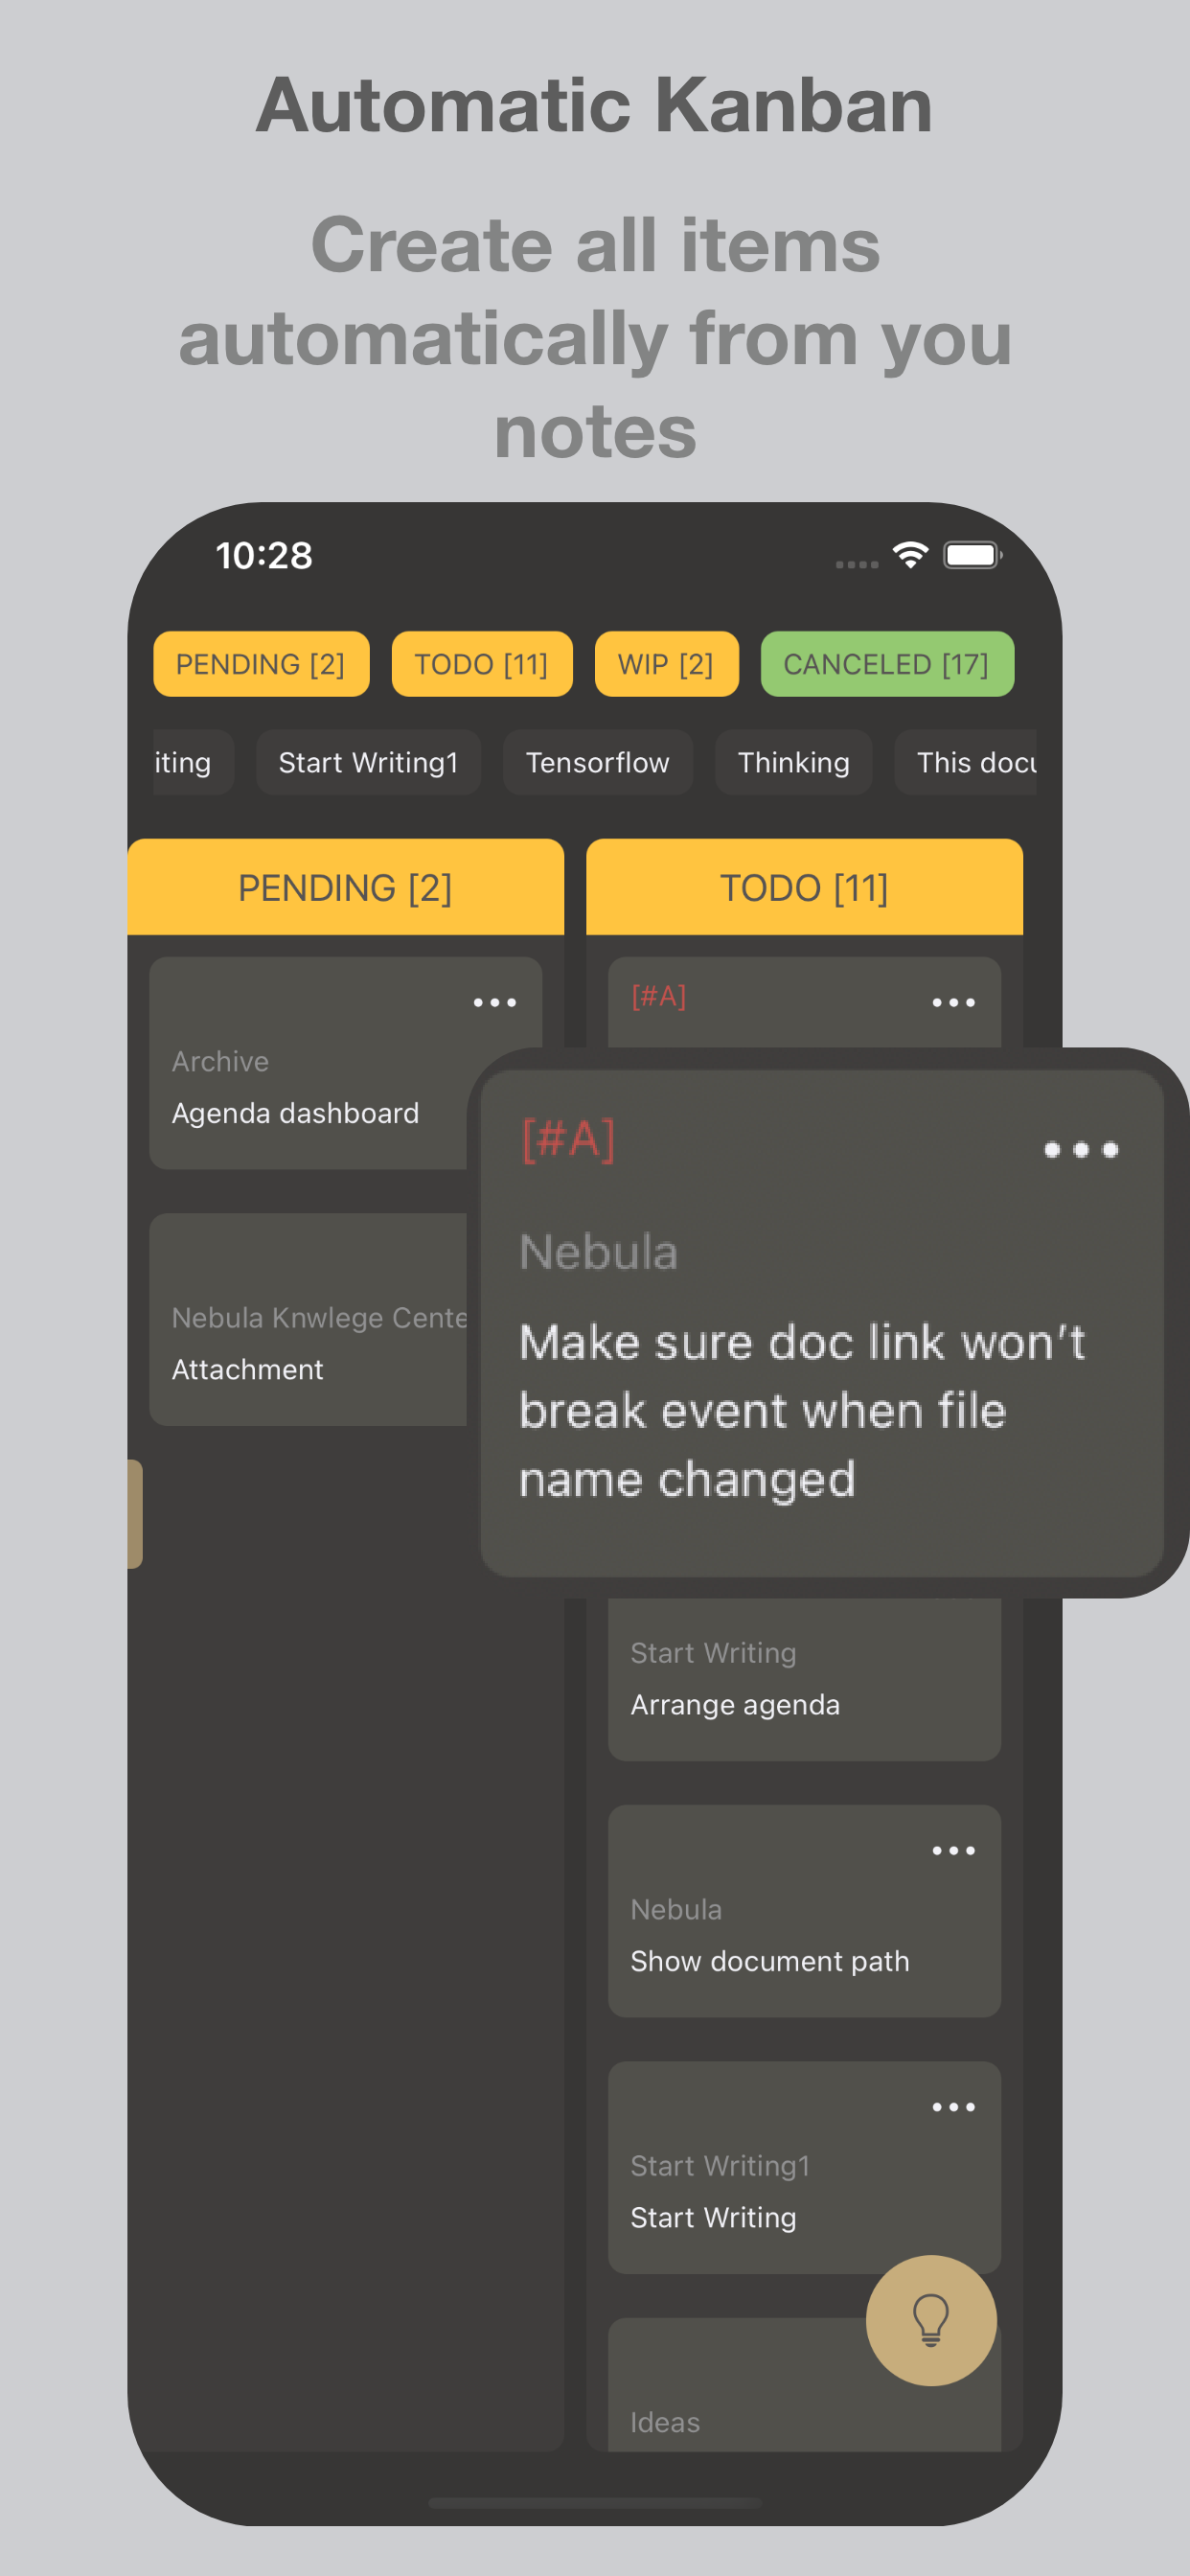 Automatic Kanban
Create all items
automatically from you
notes
10:28
PENDING [2] TODO [11] WIP [2] CANCELED [17]
iting Start Writing1 Tensorflow Thinking This docu
PENDING [2] TODO [11]
[#A]
Archive
Agenda dashboard
Nebula Knwlege Cente
Attachment
[#A]
Nebula
Make sure doc link won't
break event when file
name changed
Start Writing
Arrange agenda
Nebula
Show document path
Start Writing1
Start Writing
Ideas